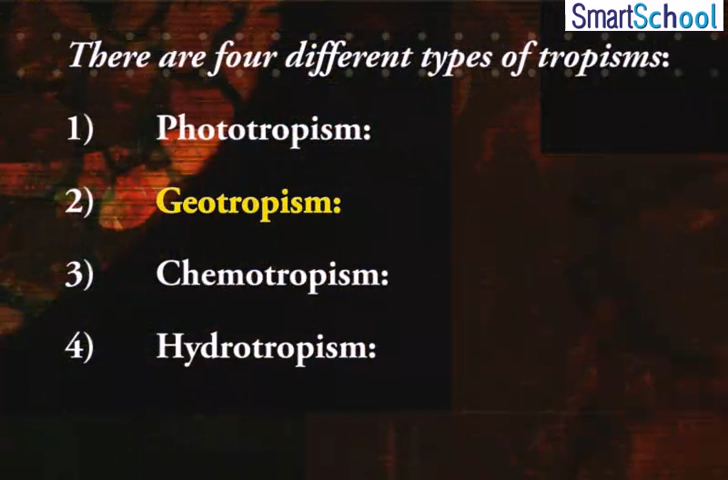 SmartSchool
There are four different types of tropisms:
1) Phototropism:
2) Geotropism:
3) Chemotropism:
4) Hydrotropism: